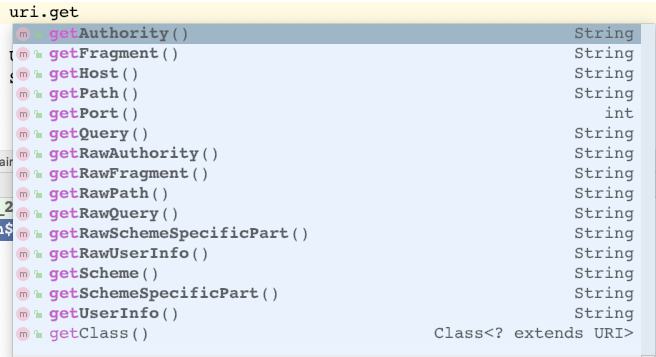 uri.get
m getAuthority() String
m getFragment() String
m getHost() String
m getPath() String
m getPort() int
m getQuery() String
m getRawAuthority() String
m getRawFragment() String
m getRawPath() String
m getRawQuery() String
m getRawSchemeSpecificPart() String
m getRawUserInfo() String
m getScheme() String
m getSchemeSpecificPart() String
m getUserInfo() String
m getClass() Class<? extends URI>